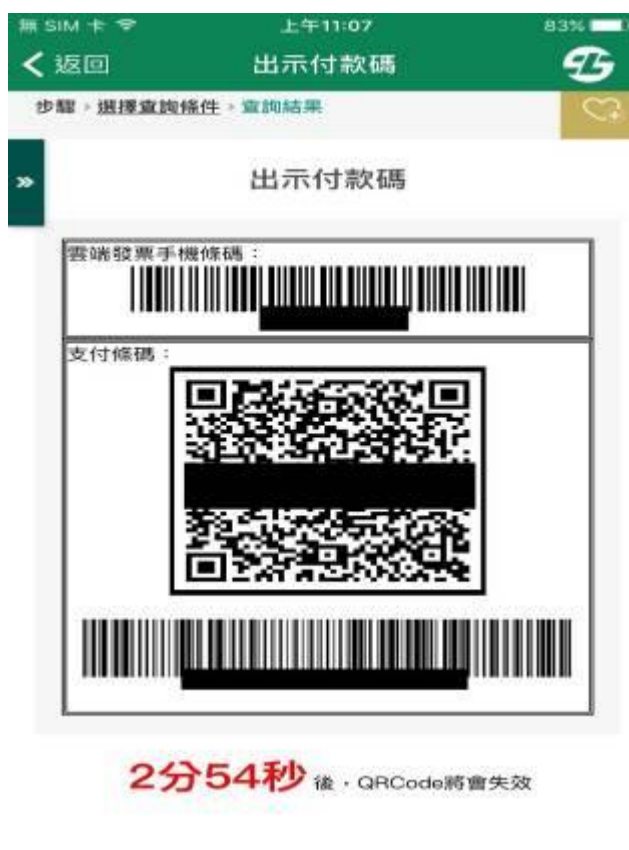 無 SIM 卡 上午11:07 83%
返回 出示付款碼
步驟 > 選擇查詢條件 > 查詢結果
»
出示付款碼
雲端發票手機條碼：
支付條碼：
2分54秒 後，QRCode將會失效